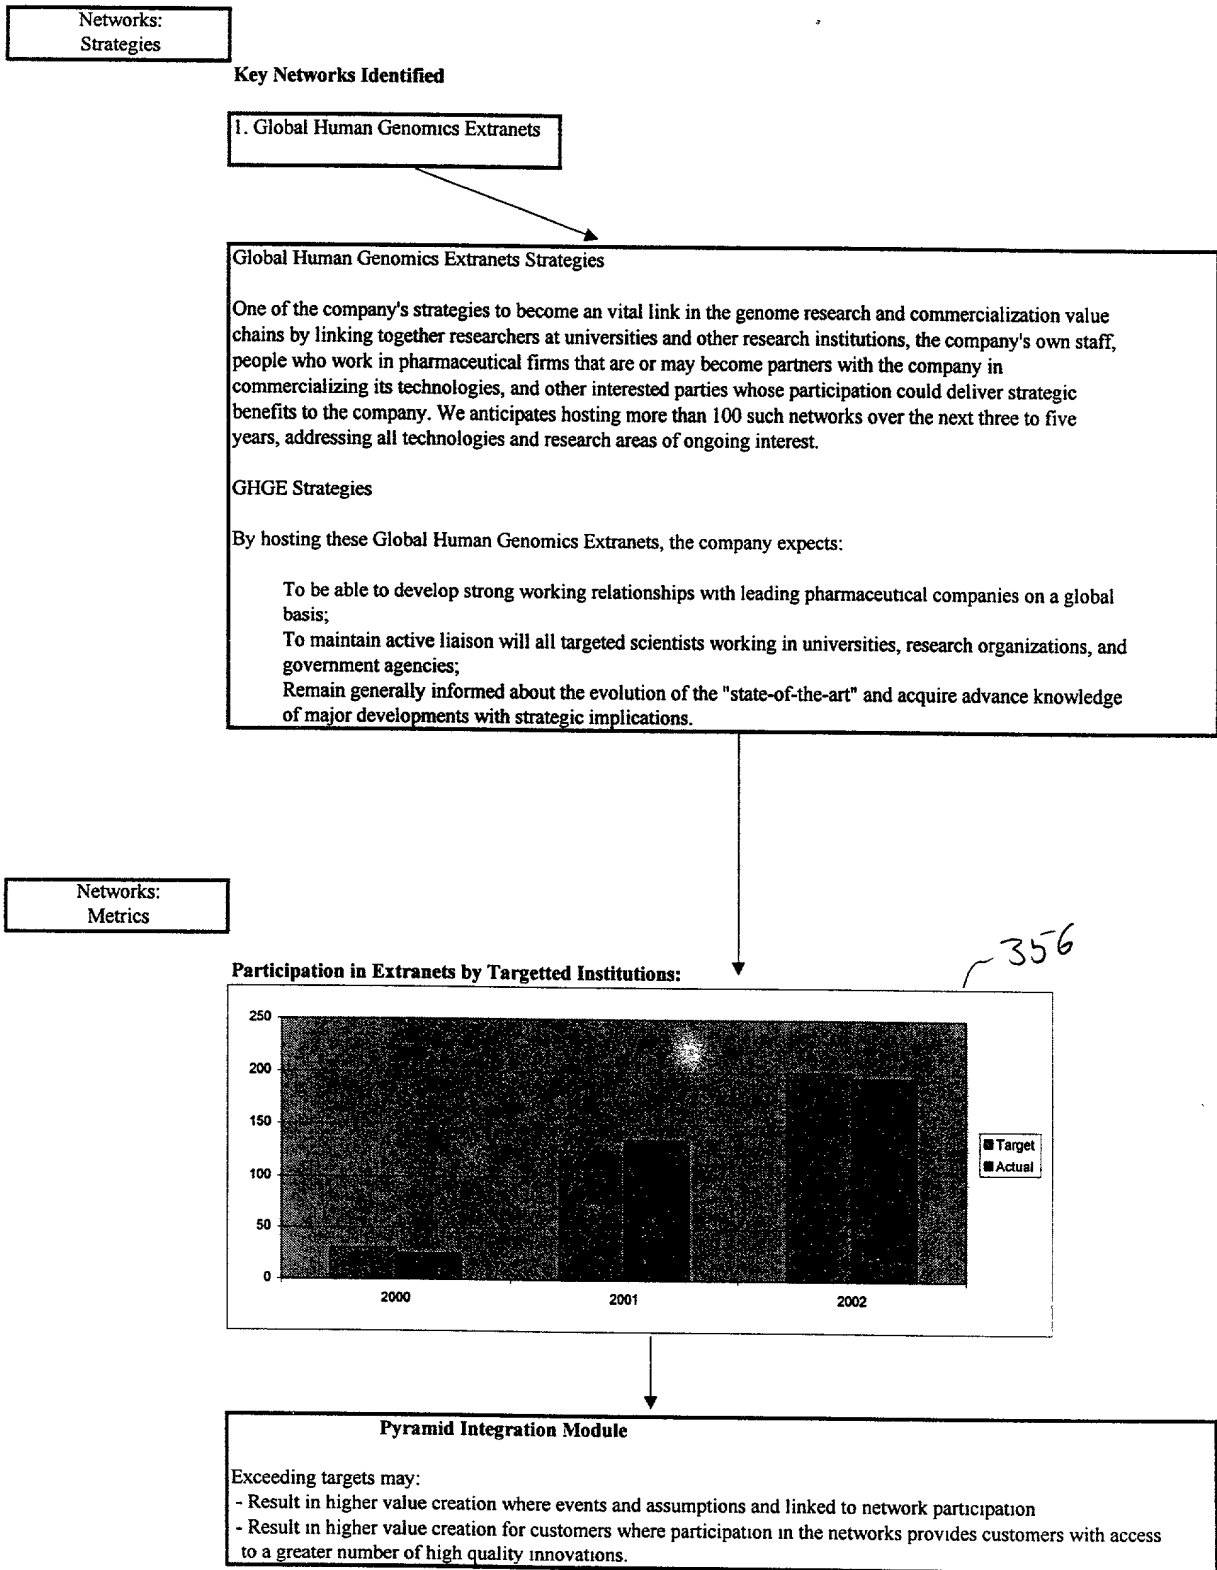 Networks:
Strategies
Key Networks Identified
1. Global Human Genomics Extranets
Global Human Genomics Extranets Strategies
One of the company's strategies to become an vital link in the genome research and commercialization value
chains by linking together researchers at universities and other research institutions, the company's own staff,
people who work in pharmaceutical firms that are or may become partners with the company in
commercializing its technologies, and other interested parties whose participation could deliver strategic
benefits to the company. We anticipates hosting more than 100 such networks over the next three to five
years, addressing all technologies and research areas of ongoing interest.
GHGE Strategies
By hosting these Global Human Genomics Extranets, the company expects:
To be able to develop strong working relationships with leading pharmaceutical companies on a global
basis;
To maintain active liaison will all targeted scientists working in universities, research organizations, and
government agencies;
Remain generally informed about the evolution of the "state-of-the-art" and acquire advance knowledge
of major developments with strategic implications.
Networks:
Metrics
356
Participation in Extranets by Targetted Institutions:
250
200
150
100
50
0
2000
2001
2002
Target
Actual
Pyramid Integration Module
Exceeding targets may:
- Result in higher value creation where events and assumptions and linked to network participation
- Result in higher value creation for customers where participation in the networks provides customers with access
to a greater number of high quality innovations.